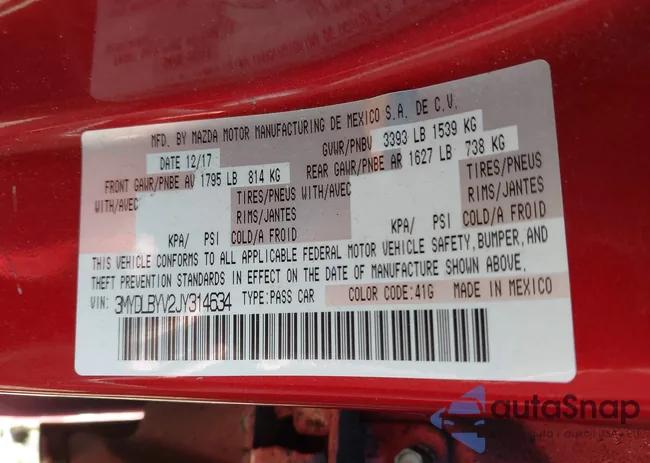 MFD. BY MAZDA MOTOR MANUFACTURING DE MEXICO S.A. DE C.V.
DATE 12/17 GVWR/PNBV 3393 LB 1539 KG
FRONT GAWR/PNBE AV 1795 LB 814 KG REAR GAWR/PNBE AR 1627 LB 738 KG
WITH/AVEC TIRES/PNEUS WITH/AVEC TIRES/PNEUS
RIMS/JANTES RIMS/JANTES
KPA/ PSI COLD/A FROID KPA/ PSI COLD/A FROID
THIS VEHICLE CONFORMS TO ALL APPLICABLE FEDERAL MOTOR VEHICLE SAFETY, BUMPER, AND
THEFT PREVENTION STANDARDS IN EFFECT ON THE DATE OF MANUFACTURE SHOWN ABOVE.
VIN: 3MYDLBYV2JY314634 TYPE: PASS CAR COLOR CODE: 41G MADE IN MEXICO
autoSnap